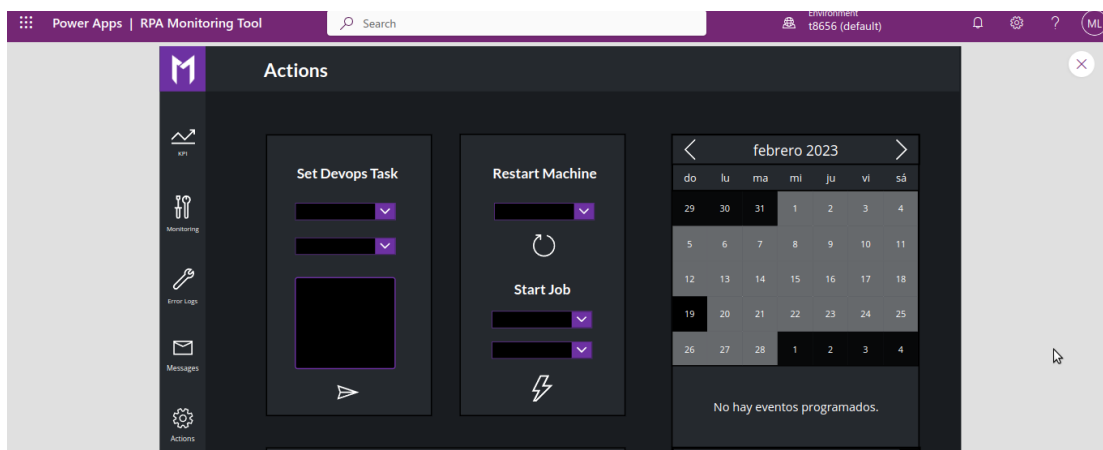 Power Apps | RPA Monitoring Tool
Search
Environment
t8656 (default)
ML
Actions
KPI
Monitoring
Error Logs
Messages
Actions
Set Devops Task
Restart Machine
Start Job
febrero 2023
do lu ma mi ju vi sá
29 30 31 1 2 3 4
5 6 7 8 9 10 11
12 13 14 15 16 17 18
19 20 21 22 23 24 25
26 27 28 1 2 3 4
No hay eventos programados.